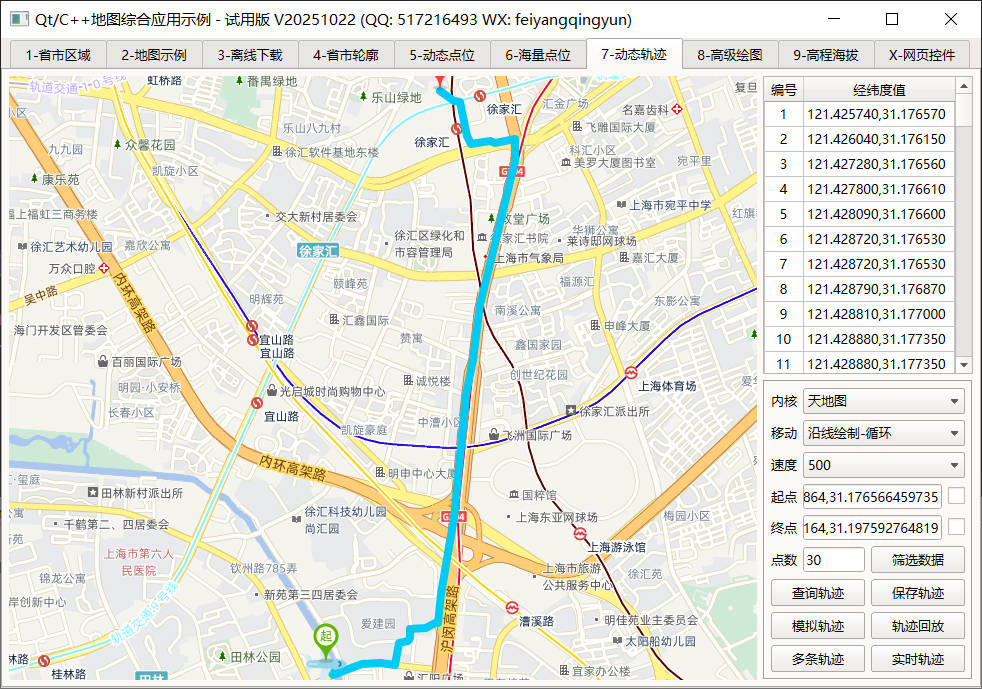 Qt/C++地图综合应用示例 - 试用版 V20251022 (QQ: 517216493 WX: feiyangqingyun)
1-省市区域 2-地图示例 3-离线下载 4-省市轮廓 5-动态点位 6-海量点位 7-动态轨迹 8-高级绘图 9-高程海拔 X-网页控件
虹桥路
番禺绿地
乐山绿地
徐家汇
汇金广场
名嘉齿科
复旦
轨道交通-10号线
乐山八九村
飞雕国际大厦
徐家汇
九九园
众馨花园
徐汇软件基地东楼
科汇小区
美罗大厦图书室
宛平里
凯旋小区
康乐苑
G104
上福虹三商务楼
交大新村居委会
敦堂广场
上海市宛平中学
红旗
徐汇艺术幼儿园
嘉欣公寓
徐家汇
徐汇区绿化和
市容管理局
家汇书院
华狮公寓
莱诗邸网球场
万众口腔
上海市气象局
嘉汇大厦
吴中路
内环高架路
颐峰苑
福源汇
明辉苑
东影公寓
海门开发区管委会
汇鑫国际
南溪公寓
申峰大厦
宜山路
宜山路
赞寓
鑫国家园
百丽国际广场
明园·小安桥
光启城时尚购物中心
诚悦楼
创世纪花园
上海体育场
长春小区
宜山路
中漕小区
徐家汇派出所
凯旋豪庭
飞洲国际广场
玺庭
内环高架路
明申中心大厦
田林新村派出所
国粹馆
徐汇科技幼儿园
尚汇园
G104
上海东亚网球场
梅园小区
千鹤第二、四居委会
上海游泳馆
上海市第六人
民医院
上海市旅游
公共服务中心
徐汇苑
锦龙公寓
钦州路785弄
岸创新中心
新苑第三四居委会
沪闵高架路
漕溪路
明佳苑业主委员会
轨道交通9号线
爱建园
太阳船幼儿园
起
田林公园
桂林路
田林
汇阳广场
宜家办公楼
编号 经纬度值
1 121.425740,31.176570
2 121.426040,31.176150
3 121.427280,31.176560
4 121.427800,31.176610
5 121.428090,31.176600
6 121.428720,31.176530
7 121.428720,31.176530
8 121.428790,31.176870
9 121.428810,31.177000
10 121.428880,31.177350
11 121.428880,31.177350
内核 天地图
移动 沿线绘制-循环
速度 500
起点 864,31.176566459735
终点 164,31.197592764819
点数 30 筛选数据
查询轨迹 保存轨迹
模拟轨迹 轨迹回放
多条轨迹 实时轨迹